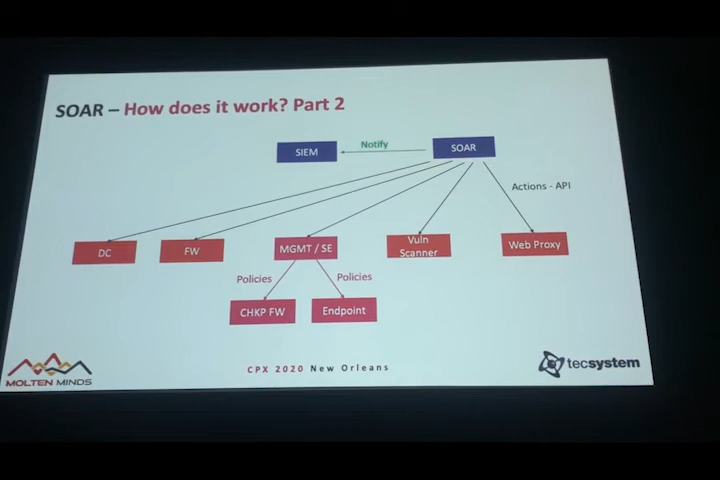 SOAR – How does it work? Part 2
SIEM
Notify
SOAR
Actions - API
DC
FW
MGMT / SE
Vuln
Scanner
Web Proxy
Policies
Policies
CHKP FW
Endpoint
MOLTEN MINDS
CPX 2020 New Orleans
tecsystem